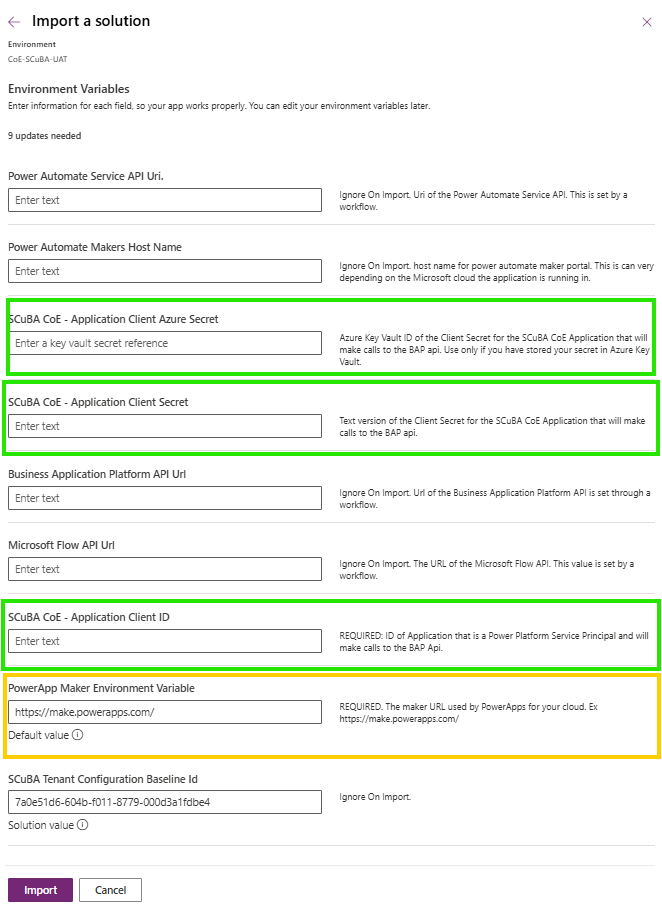 Import a solution
Environment
CoE-SCuBA-UAT
Environment Variables
Enter information for each field, so your app works properly. You can edit your environment variables later.
9 updates needed
Power Automate Service API Uri.
Enter text
Ignore On Import. Uri of the Power Automate Service API. This is set by a
workflow.
Power Automate Makers Host Name
Enter text
Ignore On Import. host name for power automate maker portal. This is can very
depending on the Microsoft cloud the application is running in.
SCuBA CoE - Application Client Azure Secret
Enter a key vault secret reference
Azure Key Vault ID of the Client Secret for the SCuBA CoE Application that will
make calls to the BAP api. Use only if you have stored your secret in Azure Key
Vault.
SCuBA CoE - Application Client Secret
Enter text
Text version of the Client Secret for the SCuBA CoE Application that will make
calls to the BAP api.
Business Application Platform API Url
Enter text
Ignore On Import. Url of the Business Application Platform API is set through a
workflow.
Microsoft Flow API Url
Enter text
Ignore On Import. The URL of the Microsoft Flow API. This value is set by a
workflow.
SCuBA CoE - Application Client ID
Enter text
REQUIRED: ID of Application that is a Power Platform Service Principal and will
make calls to the BAP Api.
PowerApp Maker Environment Variable
https://make.powerapps.com/
Default value
REQUIRED. The maker URL used by PowerApps for your cloud. Ex
https://make.powerapps.com/
SCuBA Tenant Configuration Baseline Id
7a0e51d6-604b-f011-8779-000d3a1fdbe4
Solution value
Ignore On Import.
Import
Cancel